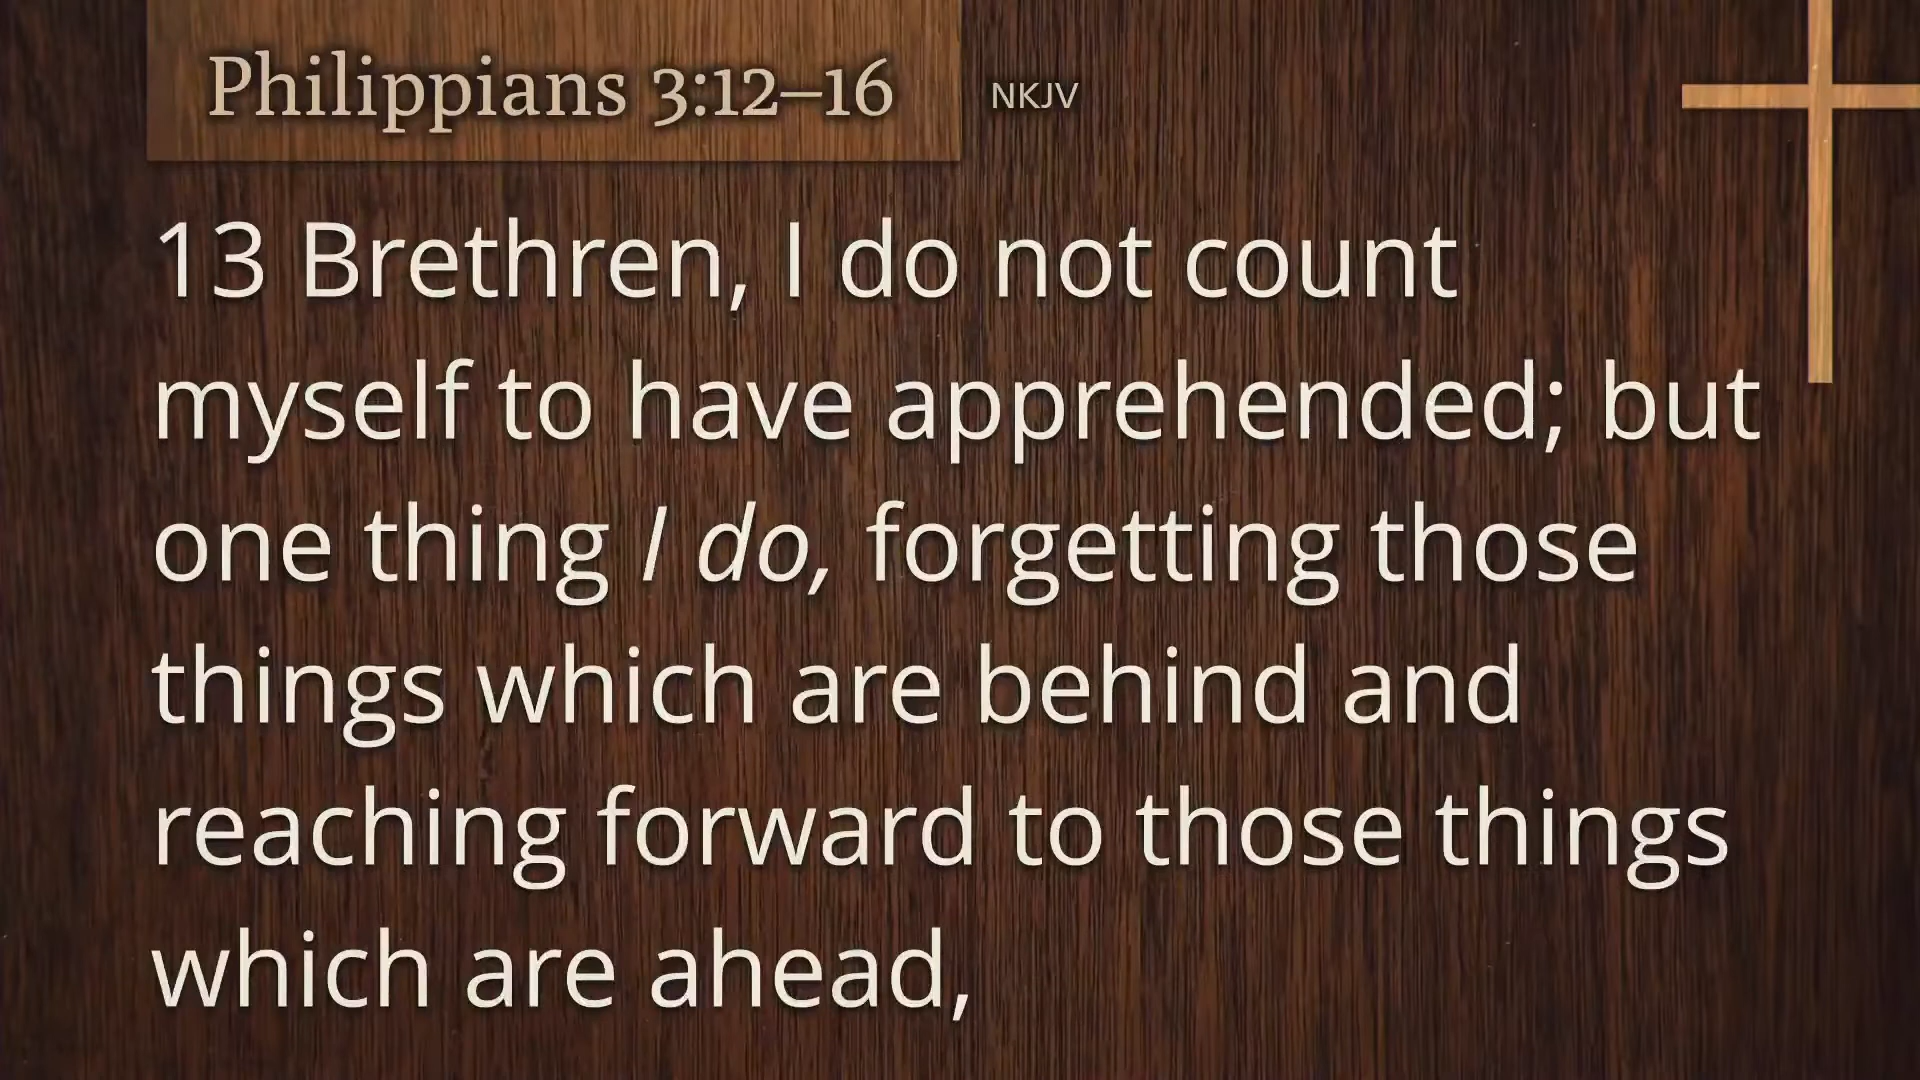 Philippians 3:12–16 NKJV
13 Brethren, I do not count
myself to have apprehended; but
one thing I do, forgetting those
things which are behind and
reaching forward to those things
which are ahead,